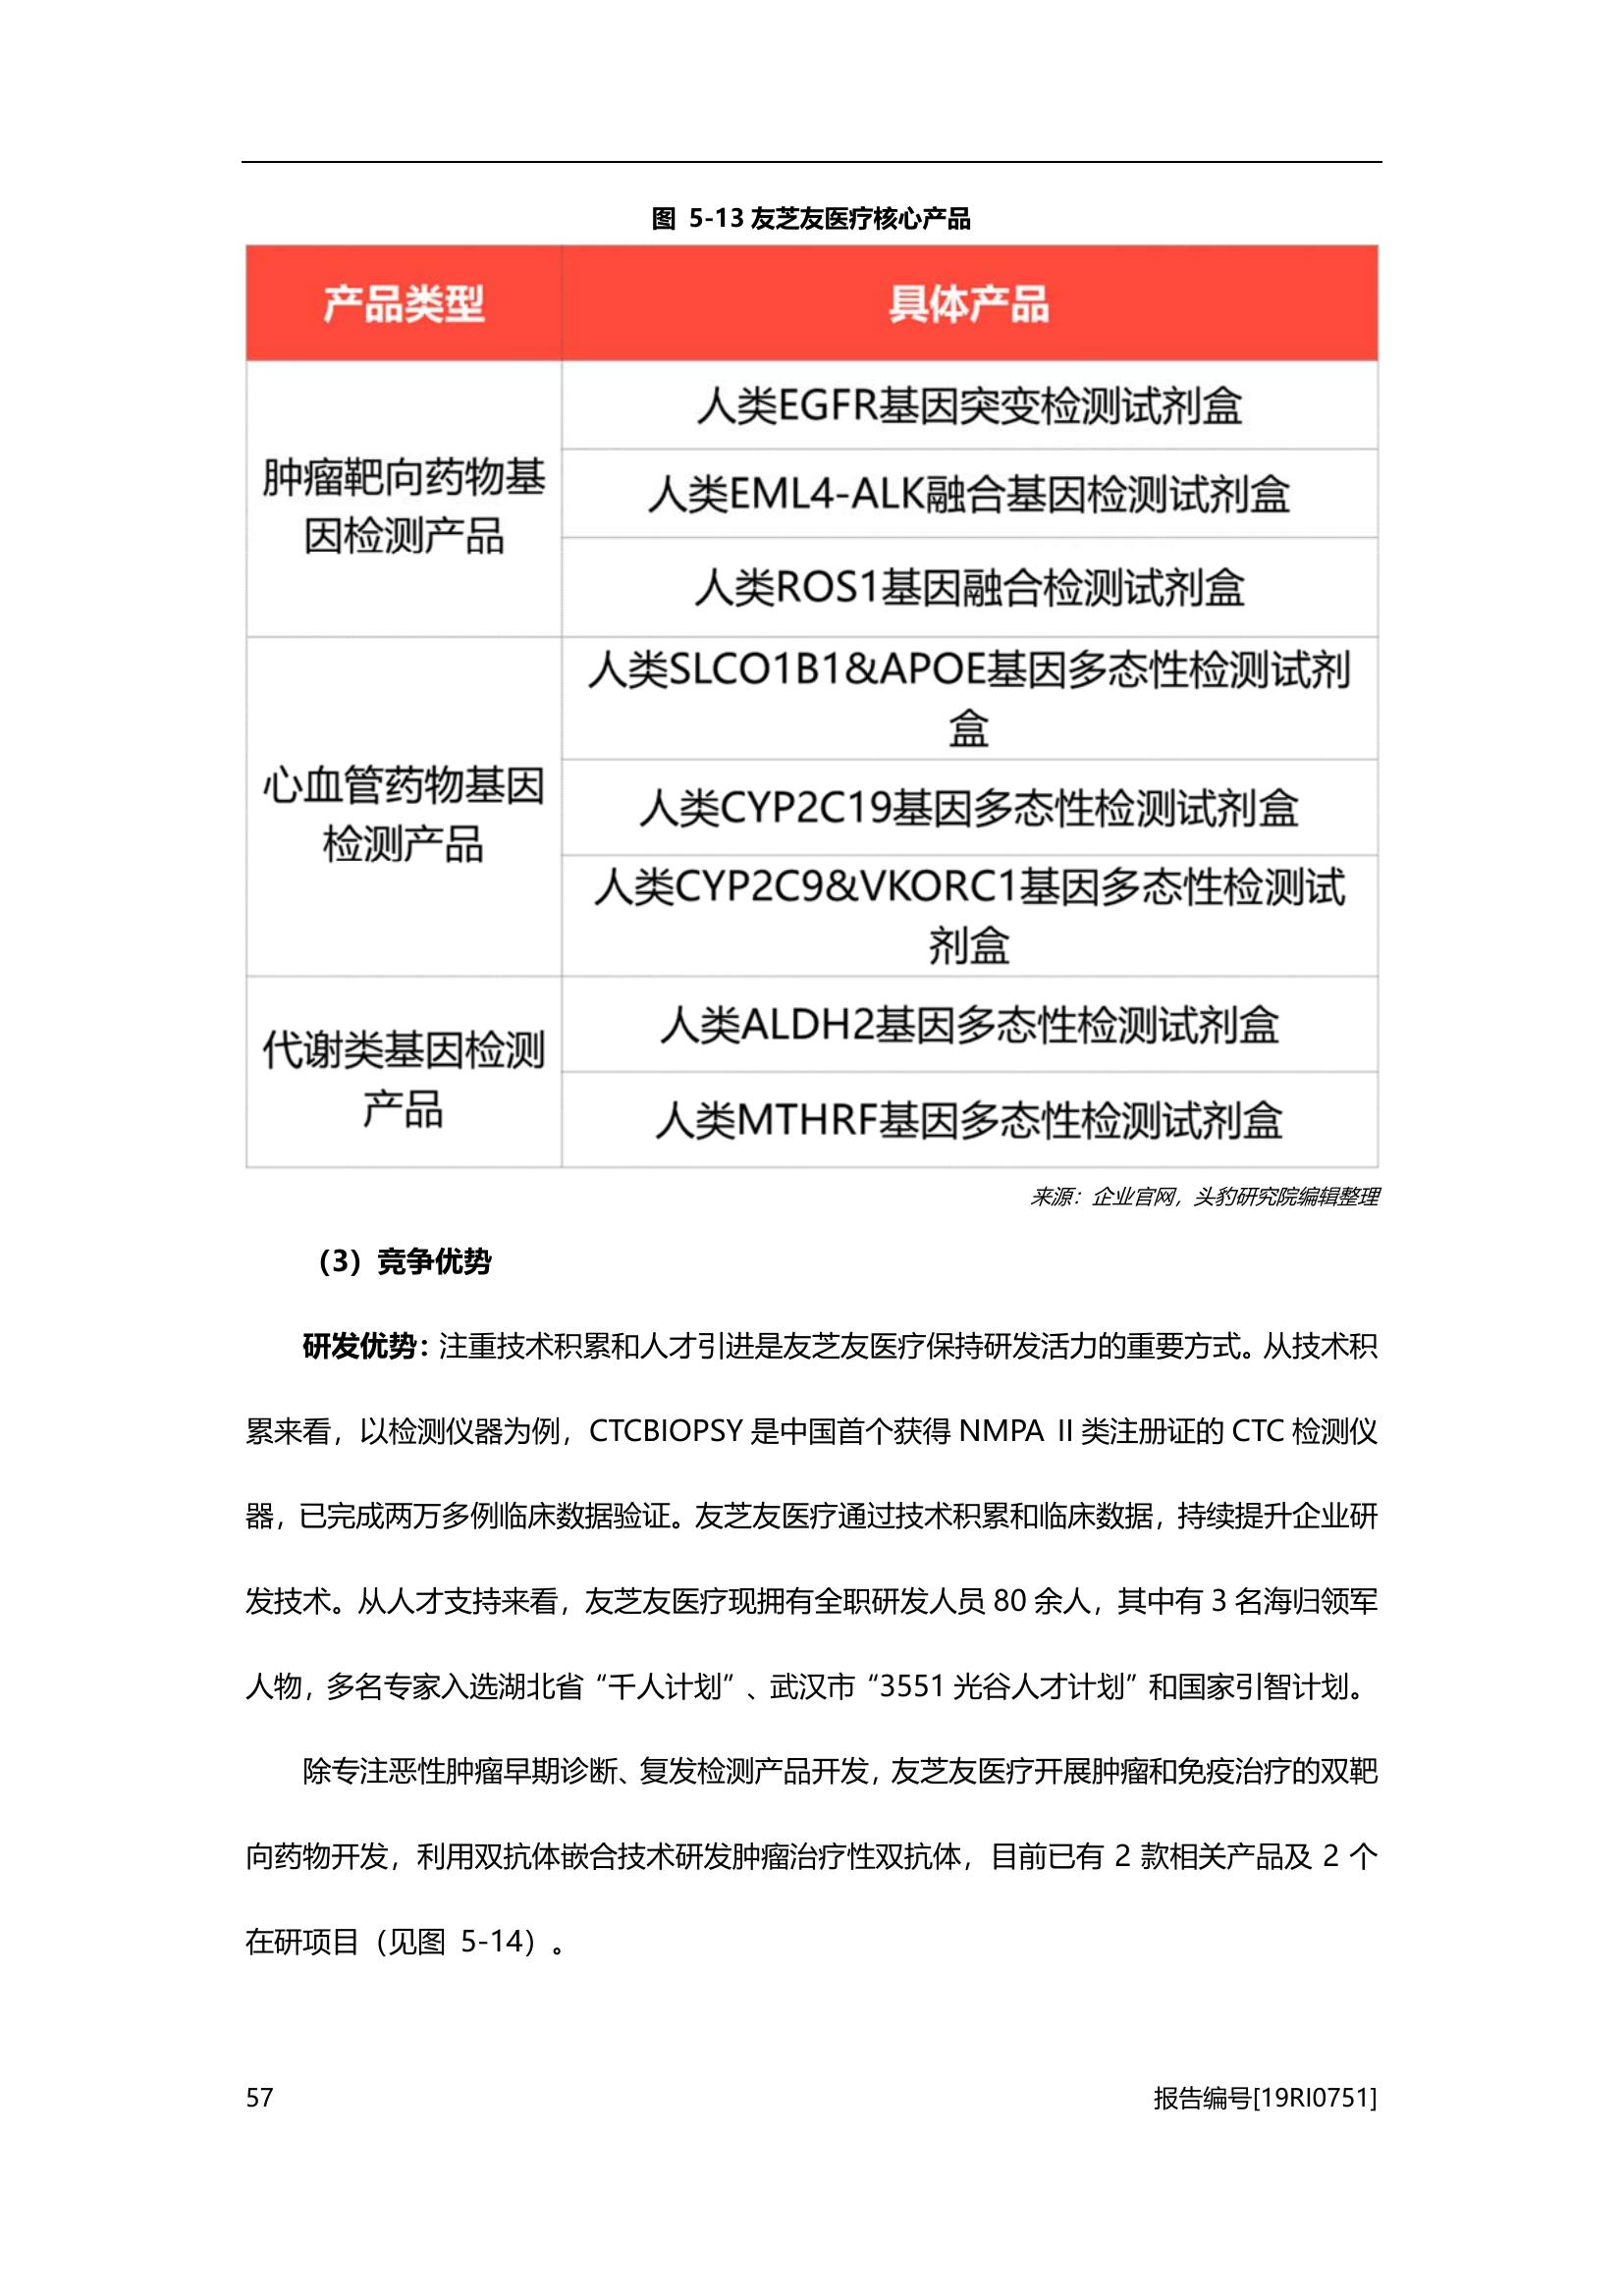 图 5-13 友芝友医疗核心产品
产品类型
具体产品
肿瘤靶向药物基
因检测产品
人类EGFR基因突变检测试剂盒
人类EML4-ALK融合基因检测试剂盒
人类ROS1基因融合检测试剂盒
心血管药物基因
检测产品
人类SLCO1B1&APOE基因多态性检测试剂
盒
人类CYP2C19基因多态性检测试剂盒
人类CYP2C9&VKORC1基因多态性检测试
剂盒
代谢类基因检测
产品
人类ALDH2基因多态性检测试剂盒
人类MTHRF基因多态性检测试剂盒
来源：企业官网，头豹研究院编辑整理
（3）竞争优势
研发优势：注重技术积累和人才引进是友芝友医疗保持研发活力的重要方式。从技术积
累来看，以检测仪器为例，CTCBIOPSY 是中国首个获得 NMPA II 类注册证的 CTC 检测仪
器，已完成两万多例临床数据验证。友芝友医疗通过技术积累和临床数据，持续提升企业研
发技术。从人才支持来看，友芝友医疗现拥有全职研发人员 80 余人，其中有 3 名海归领军
人物，多名专家入选湖北省“千人计划”、武汉市“3551 光谷人才计划”和国家引智计划。
除专注恶性肿瘤早期诊断、复发检测产品开发，友芝友医疗开展肿瘤和免疫治疗的双靶
向药物开发，利用双抗体嵌合技术研发肿瘤治疗性双抗体，目前已有 2 款相关产品及 2 个
在研项目（见图 5-14）。
57
报告编号[19RI0751]